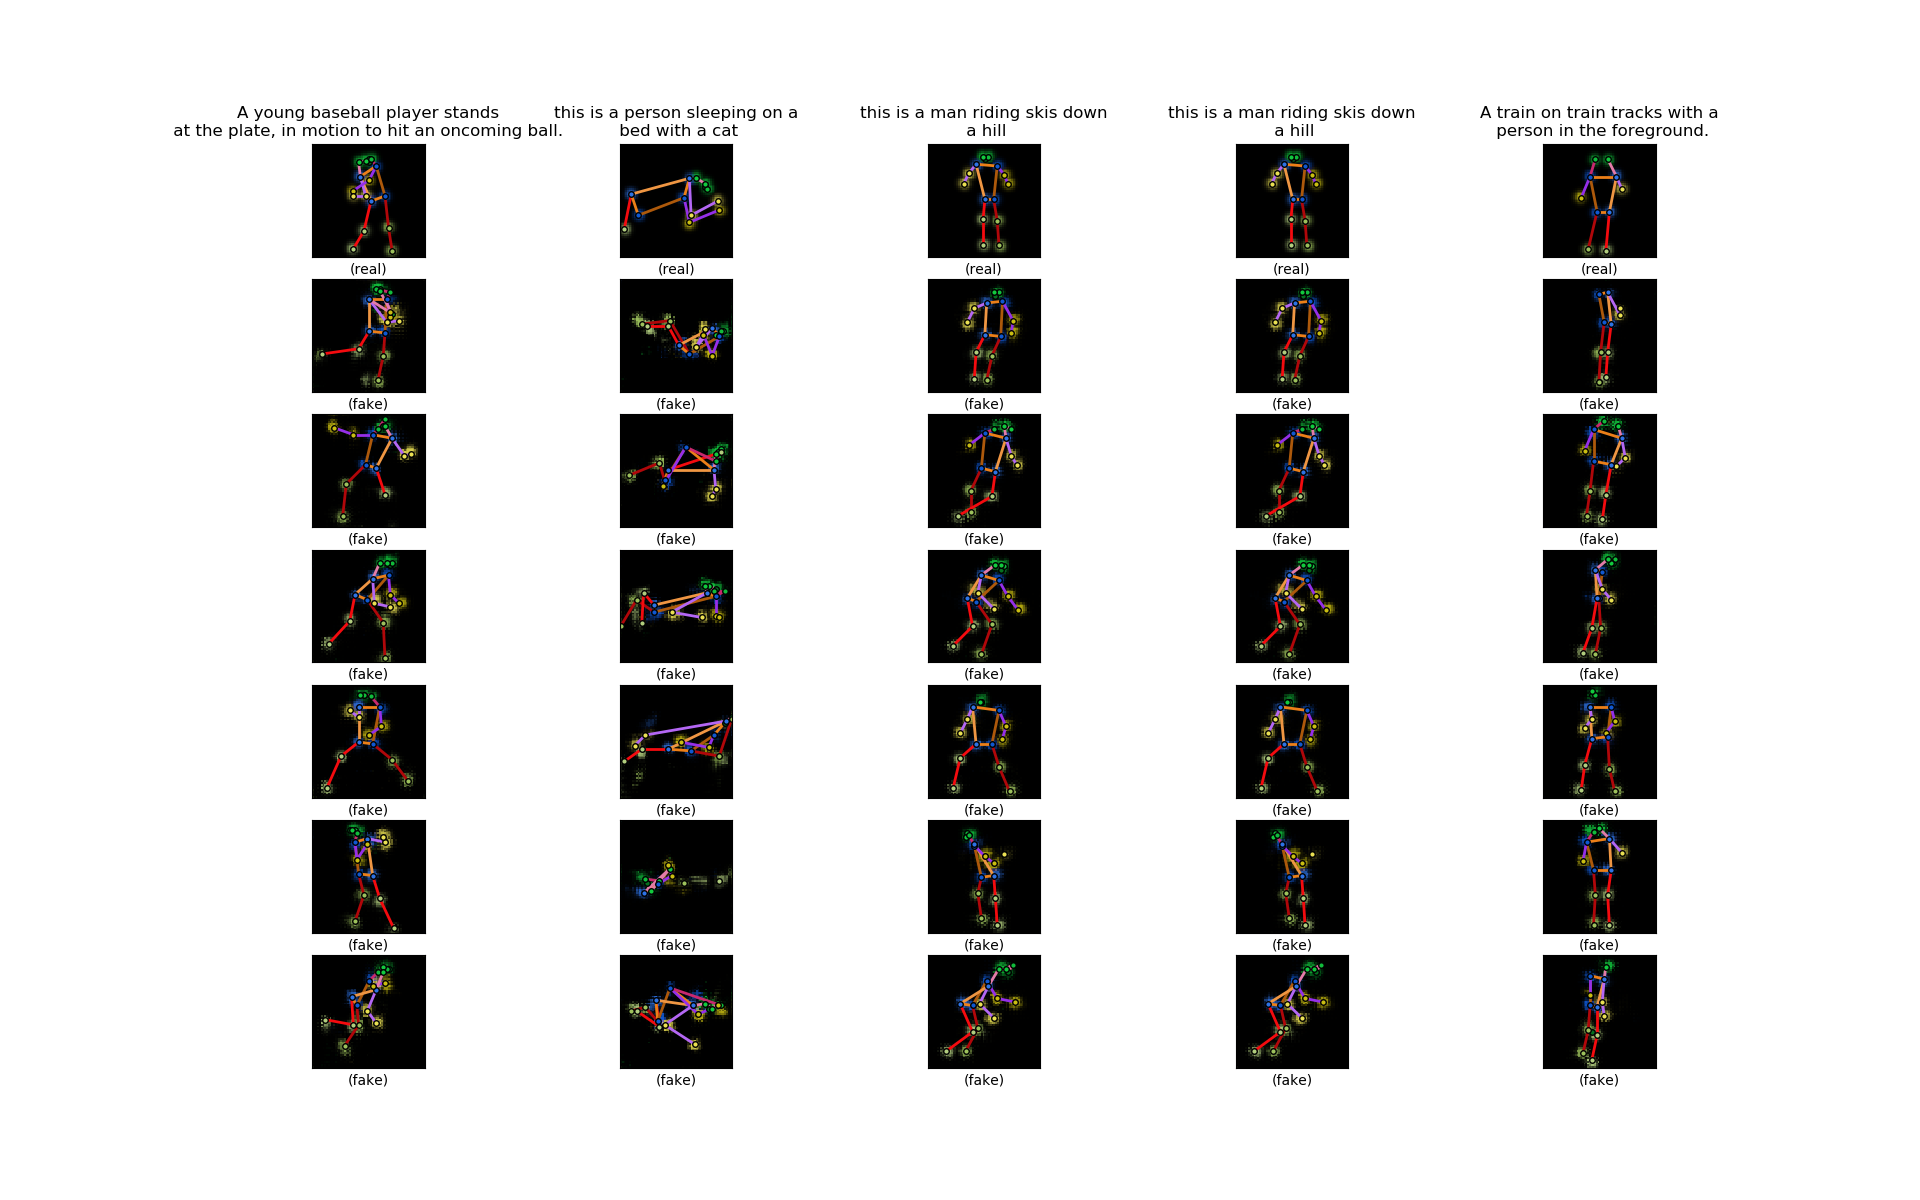 A young baseball player stands
at the plate, in motion to hit an oncoming ball.
this is a person sleeping on a
bed with a cat
this is a man riding skis down
a hill
this is a man riding skis down
a hill
A train on train tracks with a
person in the foreground.
(real) (real) (real) (real) (real)
(fake) (fake) (fake) (fake) (fake)
(fake) (fake) (fake) (fake) (fake)
(fake) (fake) (fake) (fake) (fake)
(fake) (fake) (fake) (fake) (fake)
(fake) (fake) (fake) (fake) (fake)
(fake) (fake) (fake) (fake) (fake)